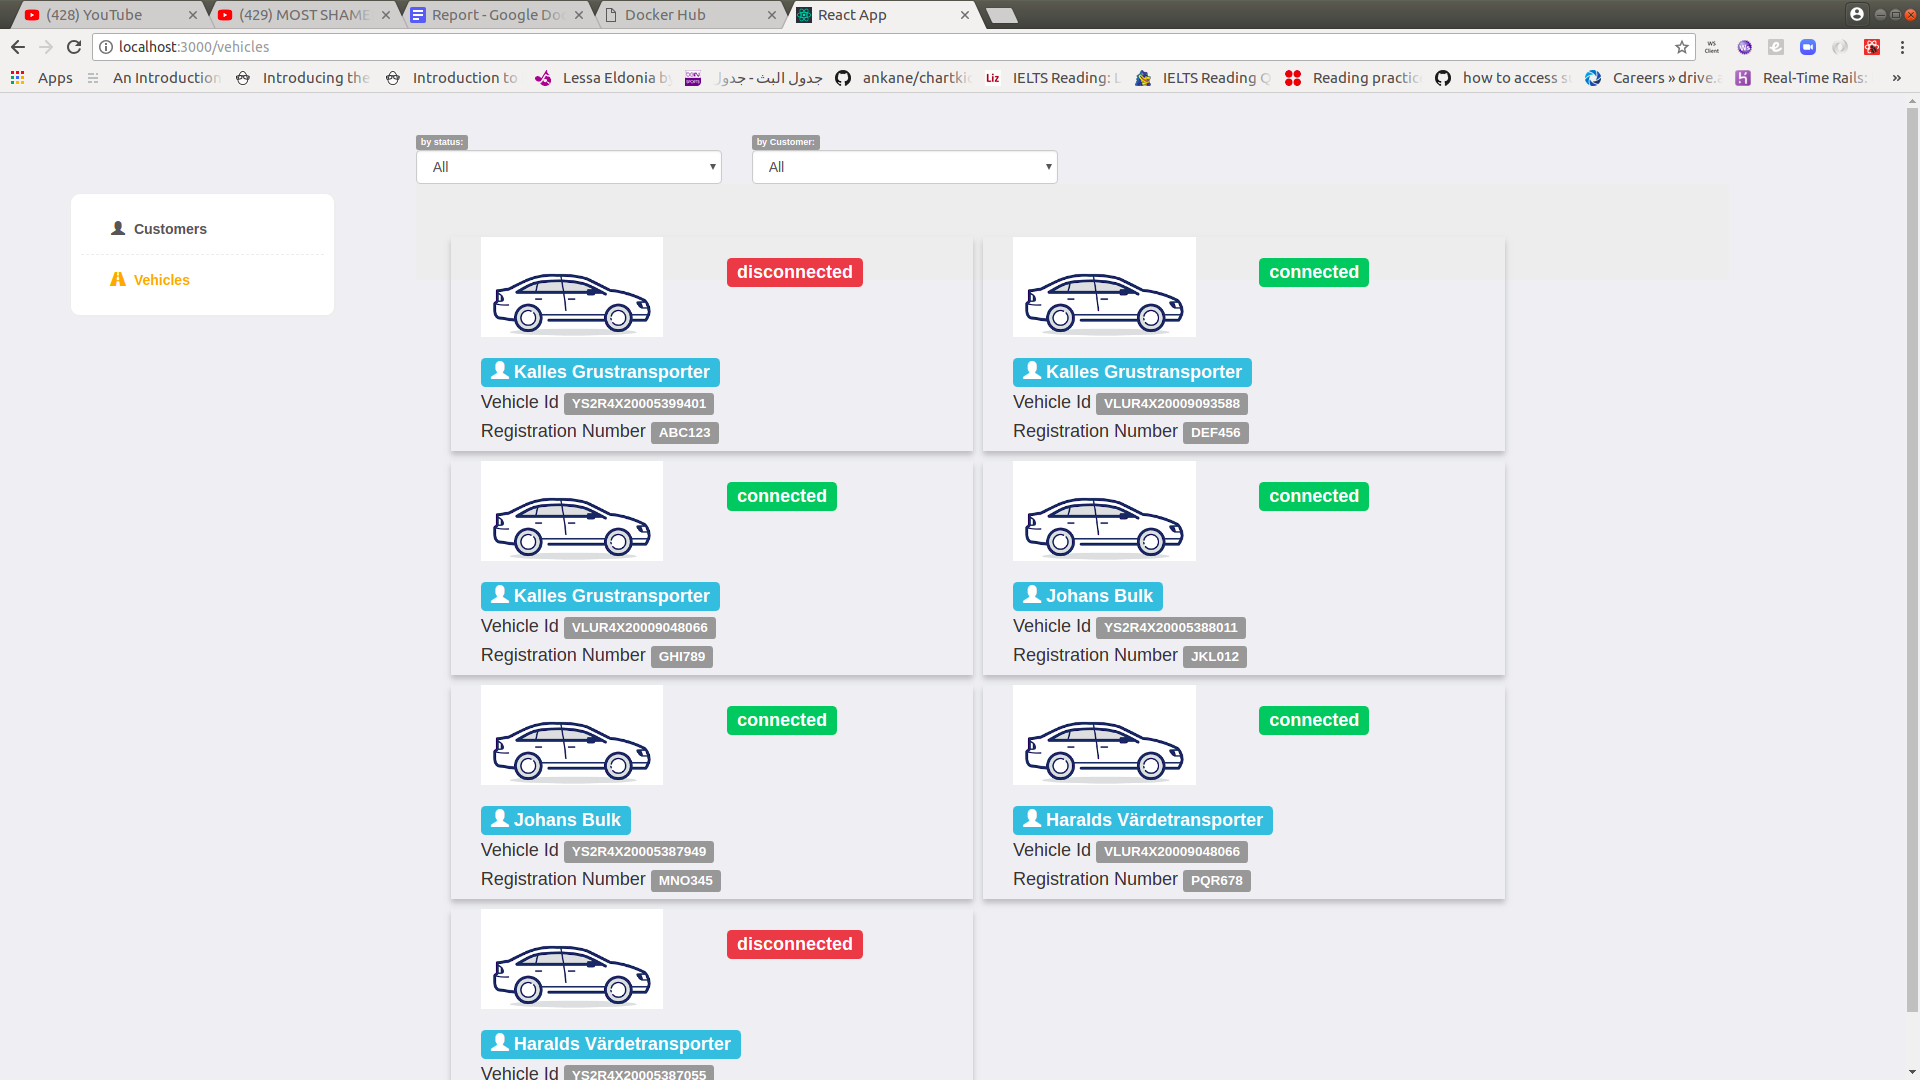 (428) YouTube
(429) MOST SHAME
Report - Google Doc
Docker Hub
React App
localhost:3000/vehicles
WS Client
Apps
An Introduction
Introducing the
Introduction to
Lessa Eldonia by
جدول البث - جدول
ankane/chartkic
Liz
IELTS Reading: L
IELTS Reading Q
Reading practic
how to access s
Careers » drive.a
Real-Time Rails:
»
by status:
by Customer:
All
All
Customers
Vehicles
disconnected
Kalles Grustransporter
Vehicle Id YS2R4X20005399401
Registration Number ABC123
connected
Kalles Grustransporter
Vehicle Id VLUR4X20009093588
Registration Number DEF456
connected
Kalles Grustransporter
Vehicle Id VLUR4X20009048066
Registration Number GHI789
connected
Johans Bulk
Vehicle Id YS2R4X20005388011
Registration Number JKL012
connected
Johans Bulk
Vehicle Id YS2R4X20005387949
Registration Number MNO345
connected
Haralds Värdetransporter
Vehicle Id VLUR4X20009048066
Registration Number PQR678
disconnected
Haralds Värdetransporter
Vehicle Id YS2R4X20005387055